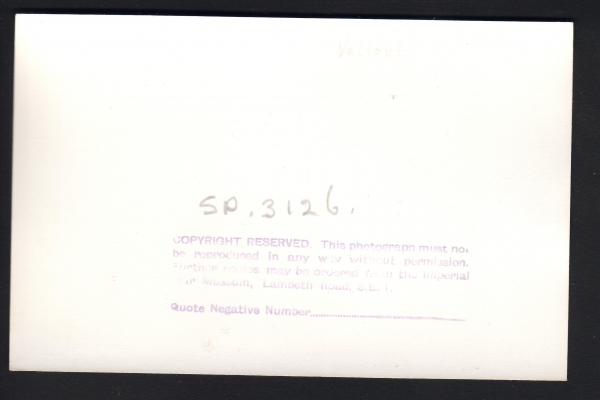 Valiant
SP. 3126.
COPYRIGHT RESERVED. This photograph must not
be reproduced in any way without permission.
Further copies may be ordered from the Imperial
War Museum, Lambeth Road, S.E.1.
Quote Negative Number